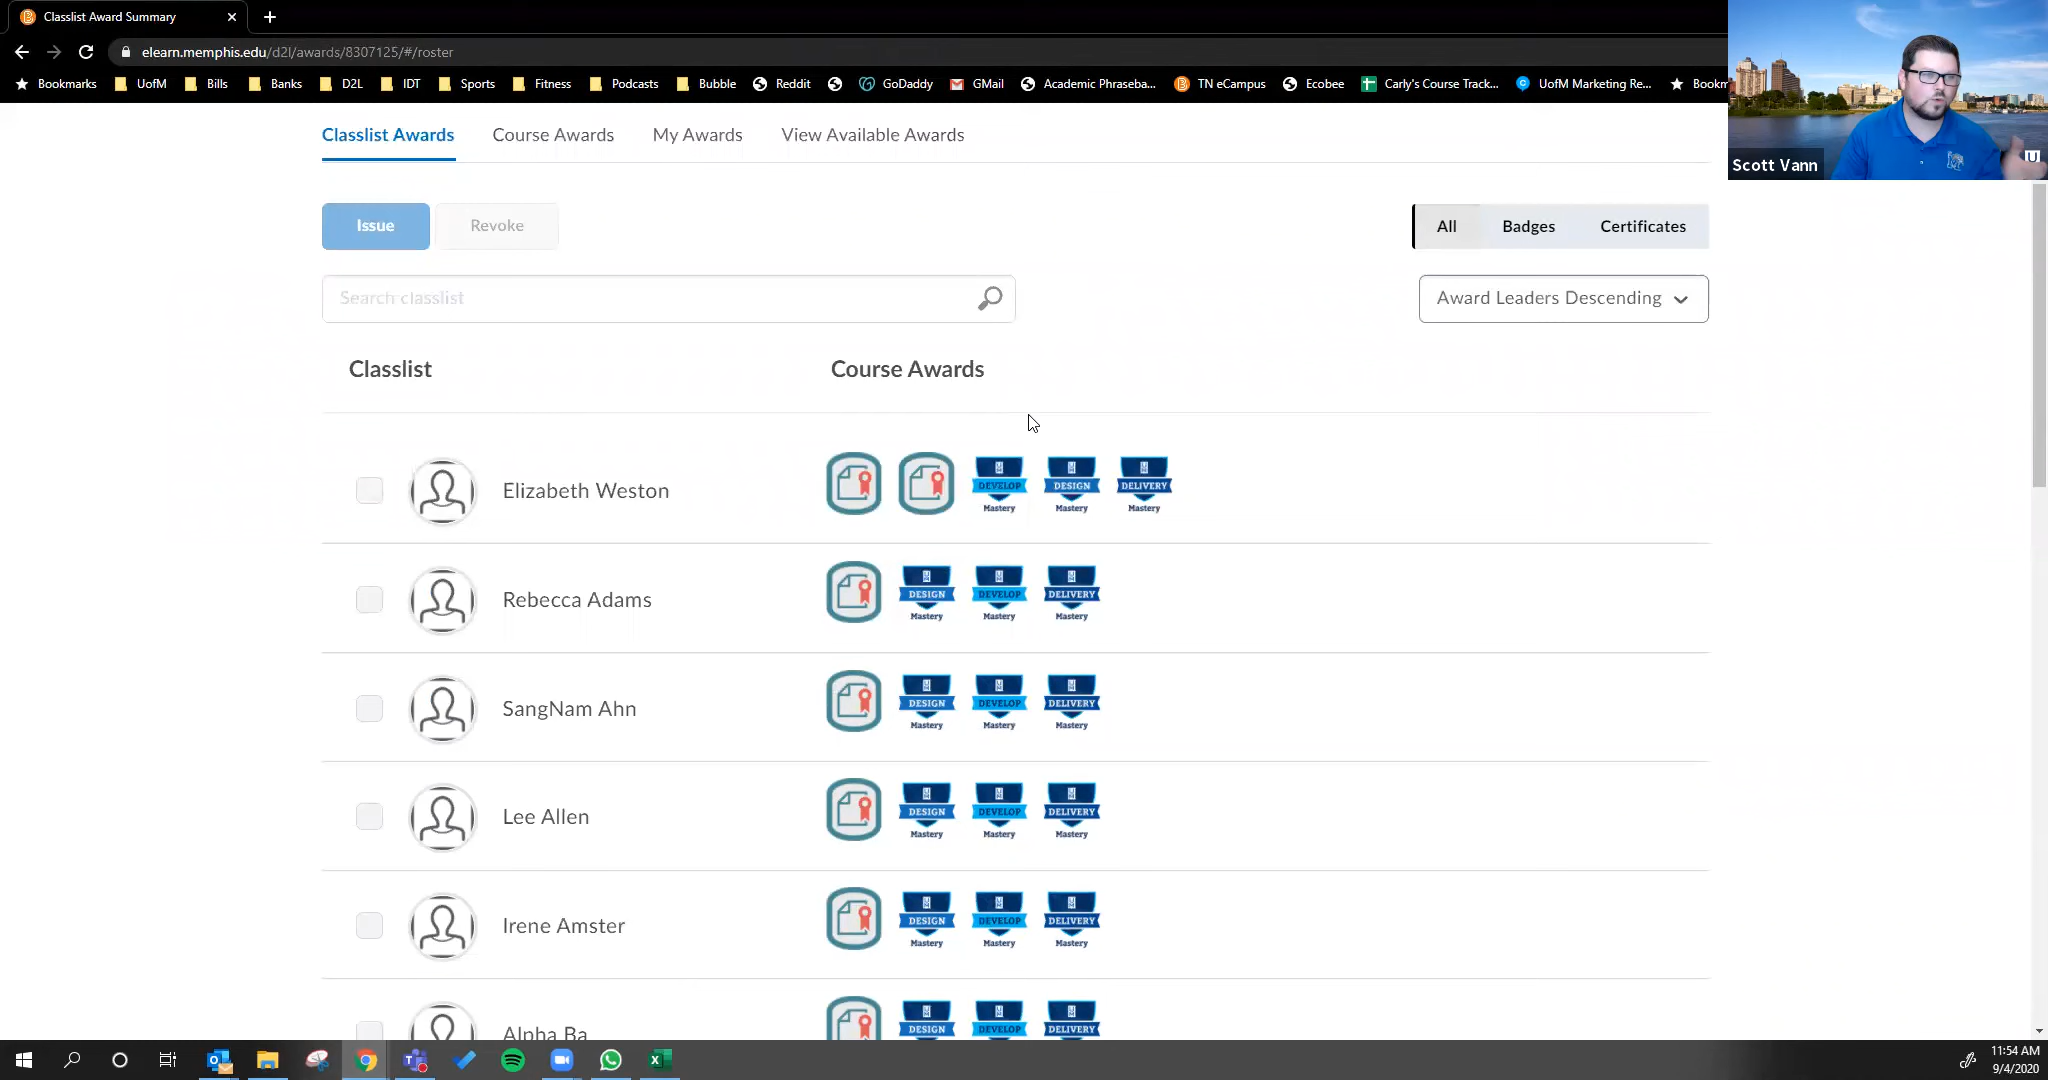 Classlist Award Summary
elearn.memphis.edu/d2l/awards/8307125/#/roster
Bookmarks UofM Bills Banks D2L IDT Sports Fitness Podcasts Bubble Reddit GoDaddy GMail Academic Phraseba... TN eCampus Ecobee Carly's Course Track... UofM Marketing Re... Bookm
Scott Vann
Classlist Awards Course Awards My Awards View Available Awards
Issue Revoke All Badges Certificates
Search classlist Award Leaders Descending
Classlist Course Awards
Elizabeth Weston
DEVELOP DESIGN DELIVERY
Mastery Mastery Mastery
Rebecca Adams
DESIGN DEVELOP DELIVERY
Mastery Mastery Mastery
SangNam Ahn
DESIGN DEVELOP DELIVERY
Mastery Mastery Mastery
Lee Allen
DESIGN DEVELOP DELIVERY
Mastery Mastery Mastery
Irene Amster
DESIGN DEVELOP DELIVERY
Mastery Mastery Mastery
Alpha Ba
DESIGN DEVELOP DELIVERY
11:54 AM
9/4/2020